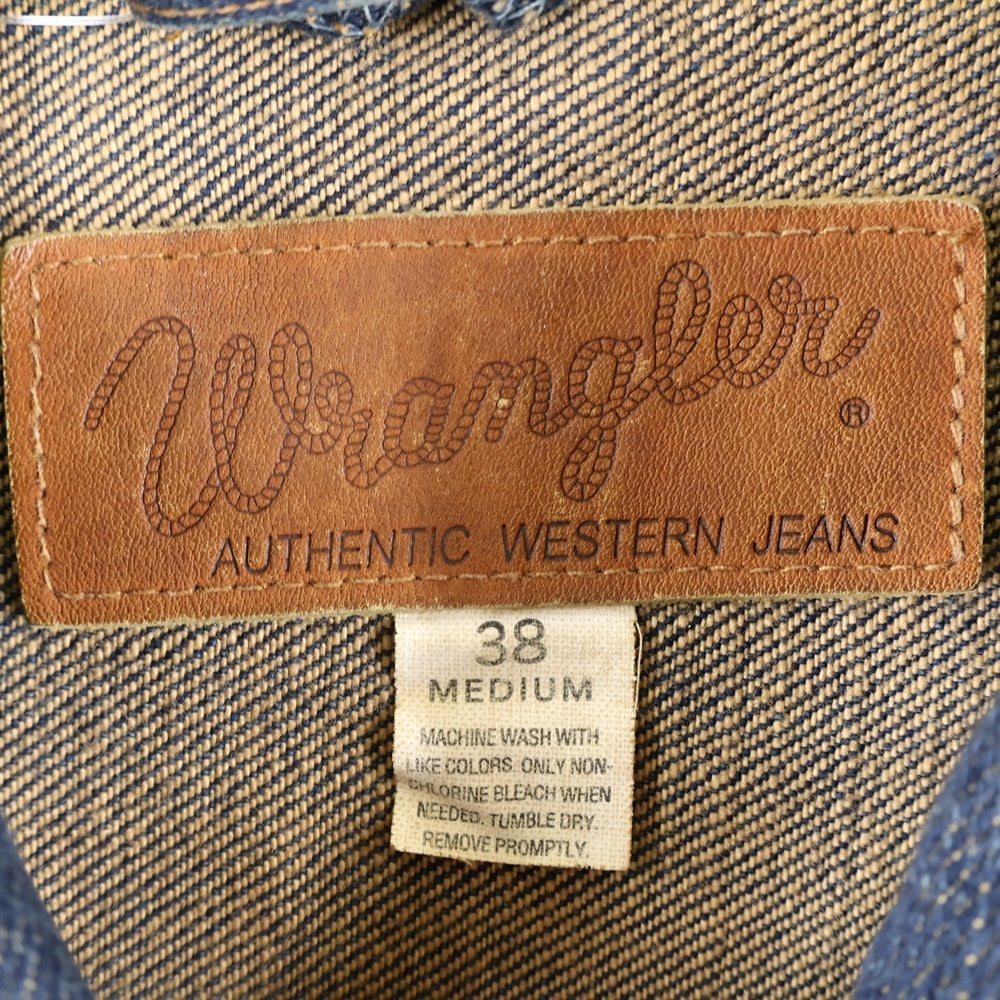 Wrangler
®
AUTHENTIC WESTERN JEANS
38
MEDIUM
MACHINE WASH WITH
LIKE COLORS. ONLY NON-
CHLORINE BLEACH WHEN
NEEDED. TUMBLE DRY.
REMOVE PROMPTLY.